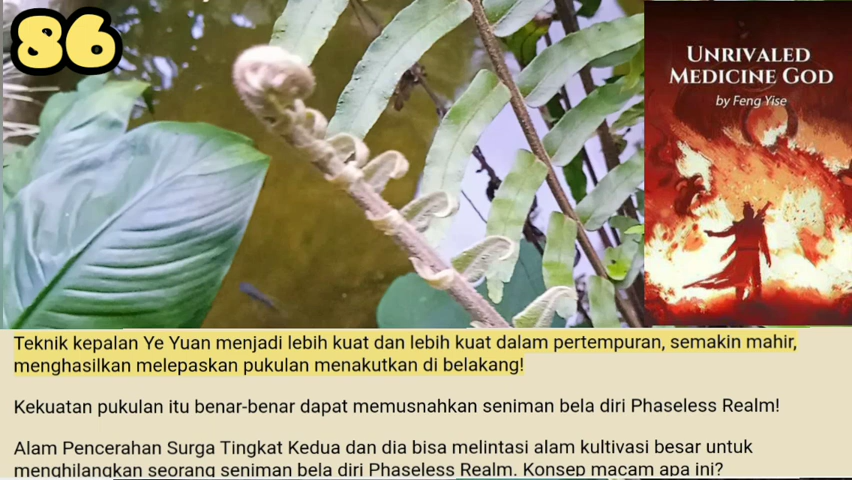 86
UNRIVALED
MEDICINE GOD
by Feng Yise
Teknik kepalan Ye Yuan menjadi lebih kuat dan lebih kuat dalam pertempuran, semakin mahir,
menghasilkan melepaskan pukulan menakutkan di belakang!
Kekuatan pukulan itu benar-benar dapat memusnahkan seniman bela diri Phaseless Realm!
Alam Pencerahan Surga Tingkat Kedua dan dia bisa melintasi alam kultivasi besar untuk
menghilangkan seorang seniman bela diri Phaseless Realm. Konsep macam apa ini?